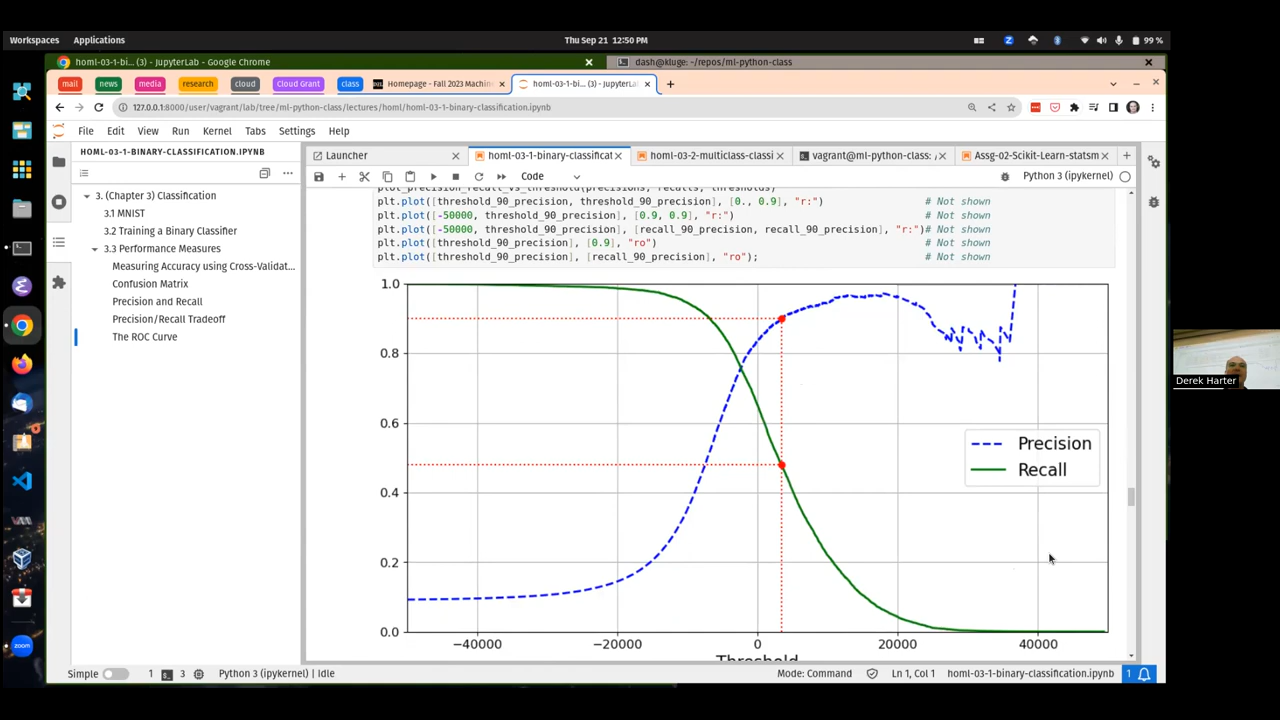 Workspaces Applications Thu Sep 21 12:50 PM 99 %
homl-03-1-bi... (3) - JupyterLab - Google Chrome dash@kluge: ~/repos/ml-python-class
mail news media research cloud Cloud Grant class Homepage - Fall 2023 Machin homl-03-1-bi... (3) - JupyterLa
127.0.0.1:8000/user/vagrant/lab/tree/ml-python-class/lectures/homl/homl-03-1-binary-classification.ipynb
File Edit View Run Kernel Tabs Settings Help
HOML-03-1-BINARY-CLASSIFICATION.IPYNB
Launcher homl-03-1-binary-classificat homl-03-2-multiclass-classi vagrant@ml-python-class: / Assg-02-Scikit-Learn-statsm
Code Python 3 (ipykernel)
3. (Chapter 3) Classification
3.1 MNIST
3.2 Training a Binary Classifier
3.3 Performance Measures
Measuring Accuracy using Cross-Validat...
Confusion Matrix
Precision and Recall
Precision/Recall Tradeoff
The ROC Curve
plot_precision_recall_vs_threshold(precisions, recalls, thresholds)
plt.plot([threshold_90_precision, threshold_90_precision], [0., 0.9], "r:") # Not shown
plt.plot([-50000, threshold_90_precision], [0.9, 0.9], "r:") # Not shown
plt.plot([-50000, threshold_90_precision], [recall_90_precision, recall_90_precision], "r:")# Not shown
plt.plot([threshold_90_precision], [0.9], "ro") # Not shown
plt.plot([threshold_90_precision], [recall_90_precision], "ro"); # Not shown
1.0
0.8
0.6
0.4
0.2
0.0
Precision
Recall
−40000 −20000 0 20000 40000
Threshold
Derek Harter
Simple 1 3 Python 3 (ipykernel) | Idle Mode: Command Ln 1, Col 1 homl-03-1-binary-classification.ipynb 1